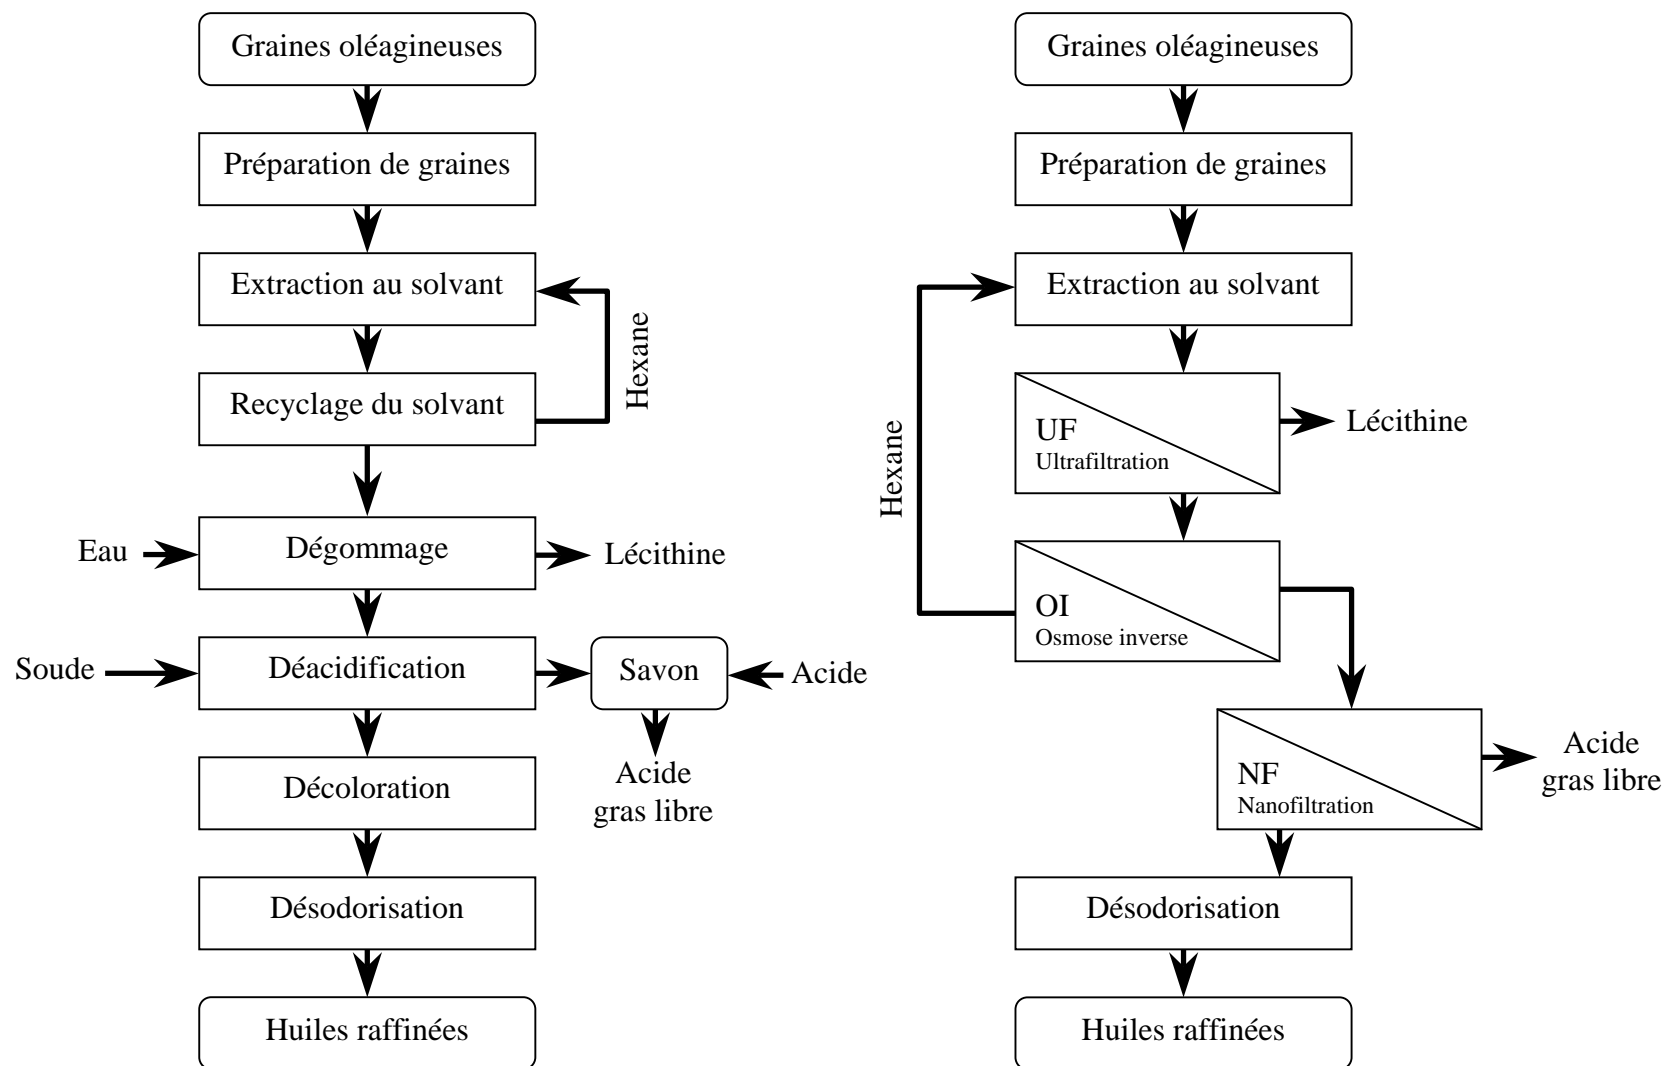 Graines oléagineuses
Préparation de graines
Extraction au solvant
Hexane
Recyclage du solvant
Eau
Dégommage
Lécithine
Soude
Déacidification
Savon
Acide
Acide
gras libre
Décoloration
Désodorisation
Huiles raffinées
Graines oléagineuses
Préparation de graines
Extraction au solvant
Hexane
UF
Ultrafiltration
Lécithine
OI
Osmose inverse
NF
Nanofiltration
Acide
gras libre
Désodorisation
Huiles raffinées